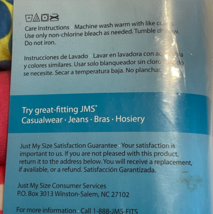 Care Instructions Machine wash warm with like
Use only non-chlorine bleach as needed. Tumble
Do not iron.
Instrucciones de Lavado Lavar en lavadora con
y colores similares. Usar solo blanqueador sin
se necesite. Secar a temperatura baja. No planchar.
Try great-fitting JMS*
Casualwear · Jeans · Bras · Hosiery
Just My Size Satisfaction Guarantee Your satisfaction is
important to us. If you are not pleased with this product,
return it to the address below. You will receive a replacement,
if available, or a refund. Satisfacción Garantizada.
Just My Size Consumer Services
P.O. Box 3013 Winston-Salem, NC 27102
For more information Call 1-888-JMS-FITS